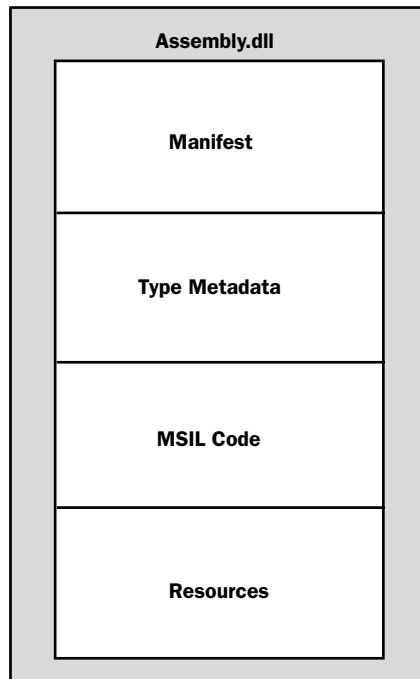 Assembly.dll
Manifest
Type Metadata
MSIL Code
Resources